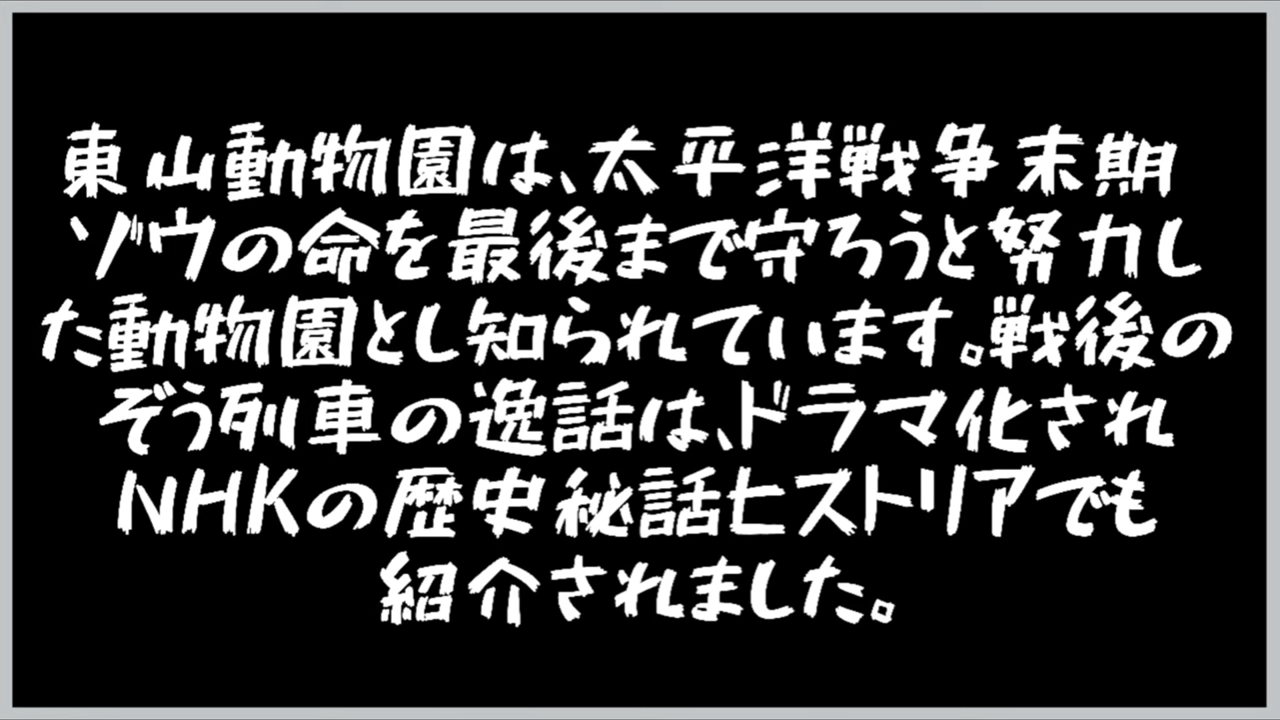 東山動物園は、太平洋戦争末期
ゾウの命を最後まで守ろうと努力し
た動物園とし知られています。戦後の
ぞう列車の逸話は、ドラマ化され
NHKの歴史秘話ヒストリアでも
紹介されました。